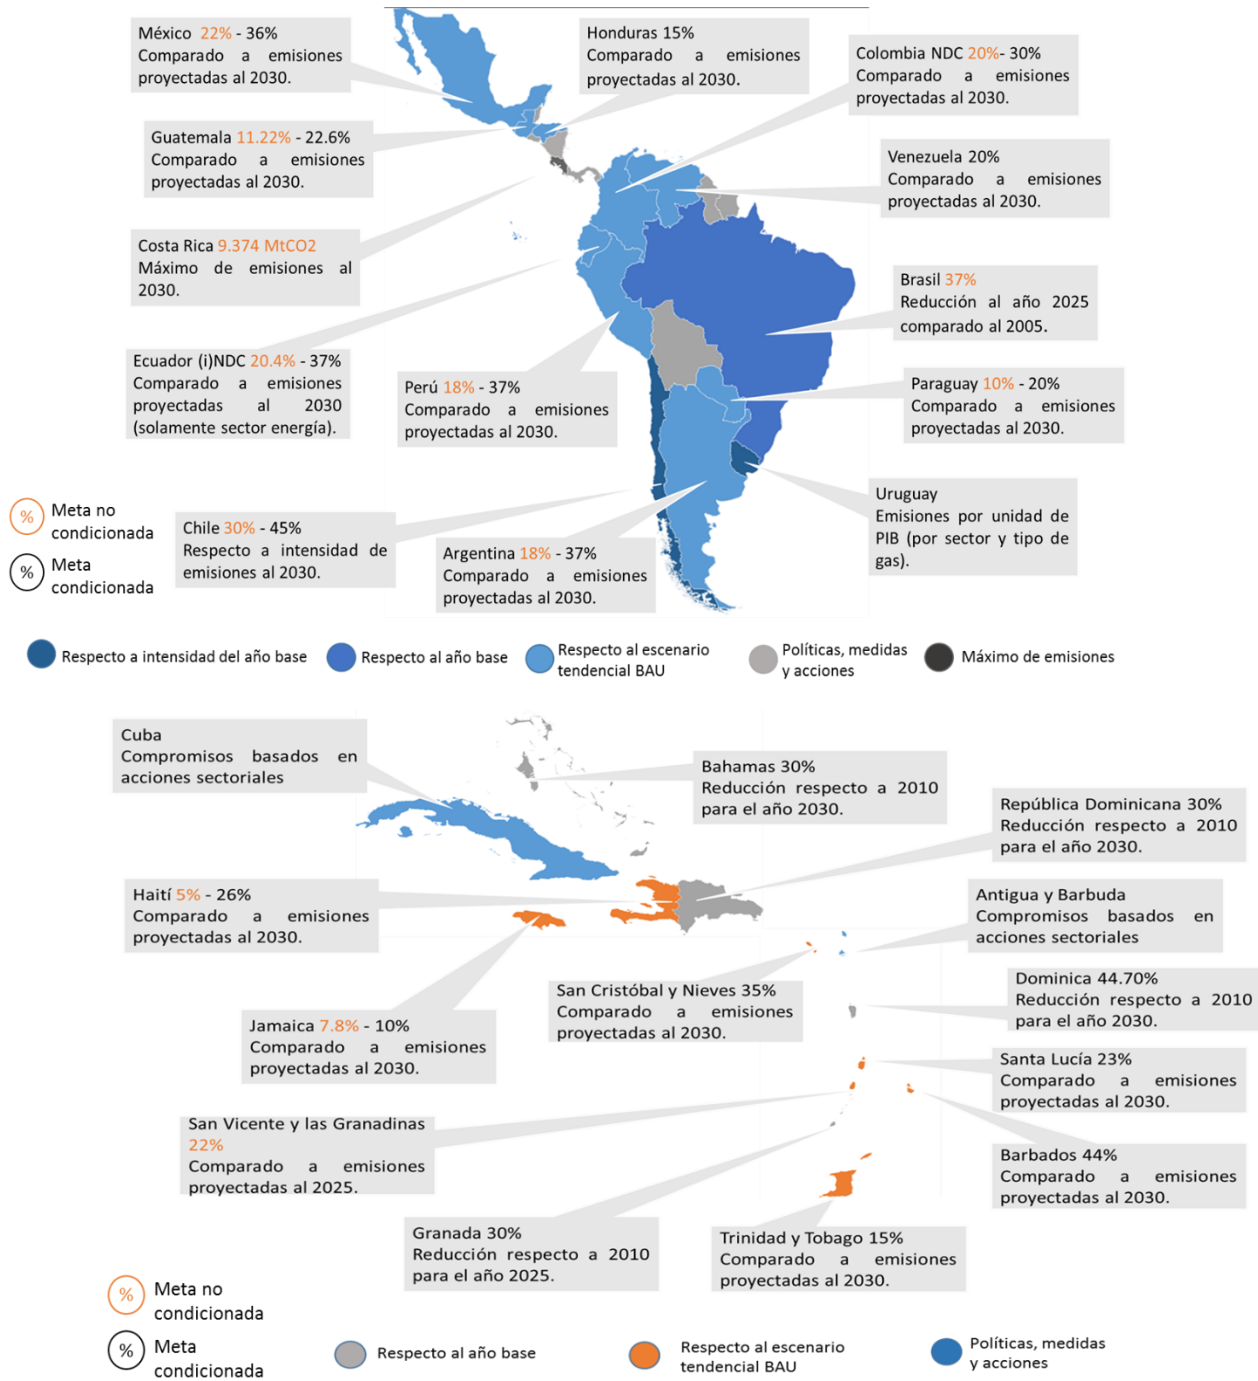 México 22% - 36%
Comparado a emisiones
proyectadas al 2030.
Honduras 15%
Comparado a emisiones
proyectadas al 2030.
Colombia NDC 20%- 30%
Comparado a emisiones
proyectadas al 2030.
Guatemala 11.22% - 22.6%
Comparado a emisiones
proyectadas al 2030.
Venezuela 20%
Comparado a emisiones
proyectadas al 2030.
Costa Rica 9.374 MtCO2
Máximo de emisiones al
2030.
Brasil 37%
Reducción al año 2025
comparado al 2005.
Ecuador (i)NDC 20.4% - 37%
Comparado a emisiones
proyectadas al 2030
(solamente sector energía).
Perú 18% - 37%
Comparado a emisiones
proyectadas al 2030.
Paraguay 10% - 20%
Comparado a emisiones
proyectadas al 2030.
Uruguay
Emisiones por unidad de
PIB (por sector y tipo de
gas).
% Meta no
condicionada
% Meta
condicionada
Chile 30% - 45%
Respecto a intensidad de
emisiones al 2030.
Argentina 18% - 37%
Comparado a emisiones
proyectadas al 2030.
Respecto a intensidad del año base
Respecto al año base
Respecto al escenario
tendencial BAU
Políticas, medidas
y acciones
Máximo de emisiones
Cuba
Compromisos basados en
acciones sectoriales
Bahamas 30%
Reducción respecto a 2010
para el año 2030.
República Dominicana 30%
Reducción respecto a 2010
para el año 2030.
Haití 5% - 26%
Comparado a emisiones
proyectadas al 2030.
Antigua y Barbuda
Compromisos basados en
acciones sectoriales
San Cristóbal y Nieves 35%
Comparado a emisiones
proyectadas al 2030.
Dominica 44.70%
Reducción respecto a 2010
para el año 2030.
Jamaica 7.8% - 10%
Comparado a emisiones
proyectadas al 2030.
Santa Lucía 23%
Comparado a emisiones
proyectadas al 2030.
San Vicente y las Granadinas
22%
Comparado a emisiones
proyectadas al 2025.
Barbados 44%
Comparado a emisiones
proyectadas al 2030.
Granada 30%
Reducción respecto a 2010
para el año 2025.
Trinidad y Tobago 15%
Comparado a emisiones
proyectadas al 2030.
% Meta no
condicionada
% Meta
condicionada
Respecto al año base
Respecto al escenario
tendencial BAU
Políticas, medidas
y acciones